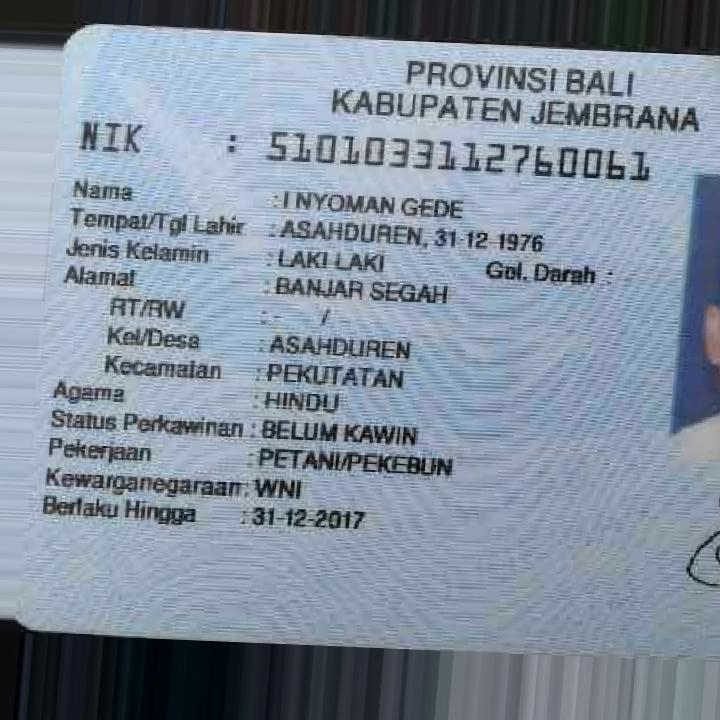 PROVINSI BALI
KABUPATEN JEMBRANA
NIK : 5101033112760061
Nama : I NYOMAN GEDE
Tempat/Tgl Lahir : ASAHDUREN, 31-12-1976
Jenis Kelamin : LAKI LAKI Gol. Darah :
Alamat : BANJAR SEGAH
RT/RW : - /
Kel/Desa : ASAHDUREN
Kecamatan : PEKUTATAN
Agama : HINDU
Status Perkawinan : BELUM KAWIN
Pekerjaan : PETANI/PEKEBUN
Kewarganegaraan : WNI
Berlaku Hingga : 31-12-2017